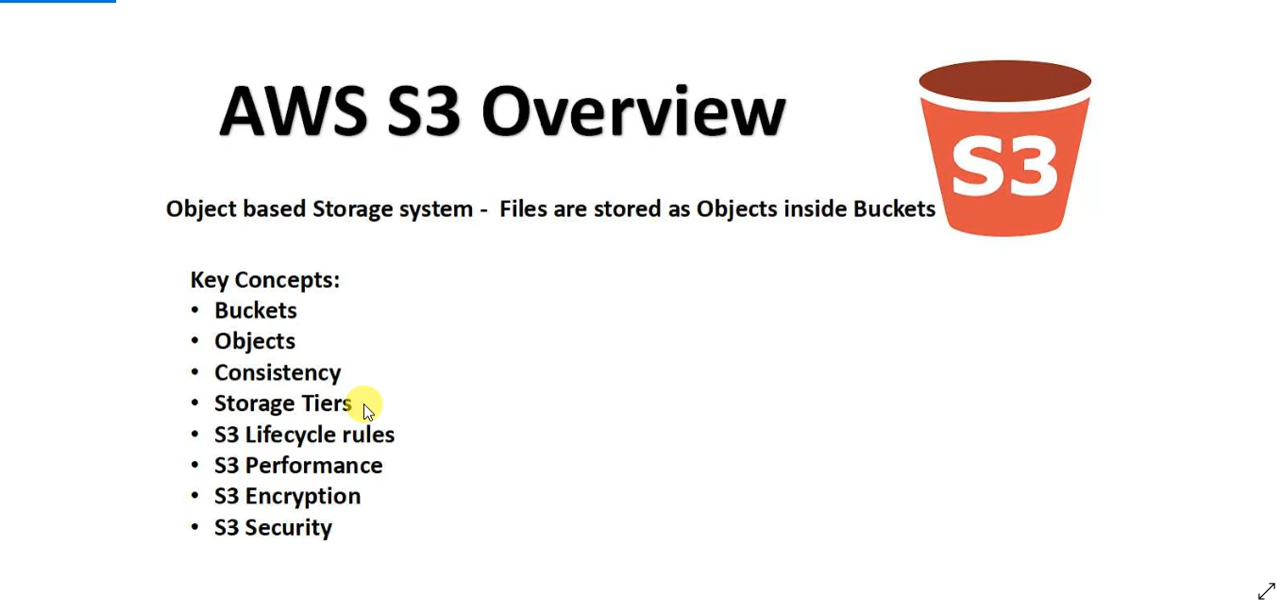 AWS S3 Overview
S3
Object based Storage system - Files are stored as Objects inside Buckets
Key Concepts:
• Buckets
• Objects
• Consistency
• Storage Tiers
• S3 Lifecycle rules
• S3 Performance
• S3 Encryption
• S3 Security